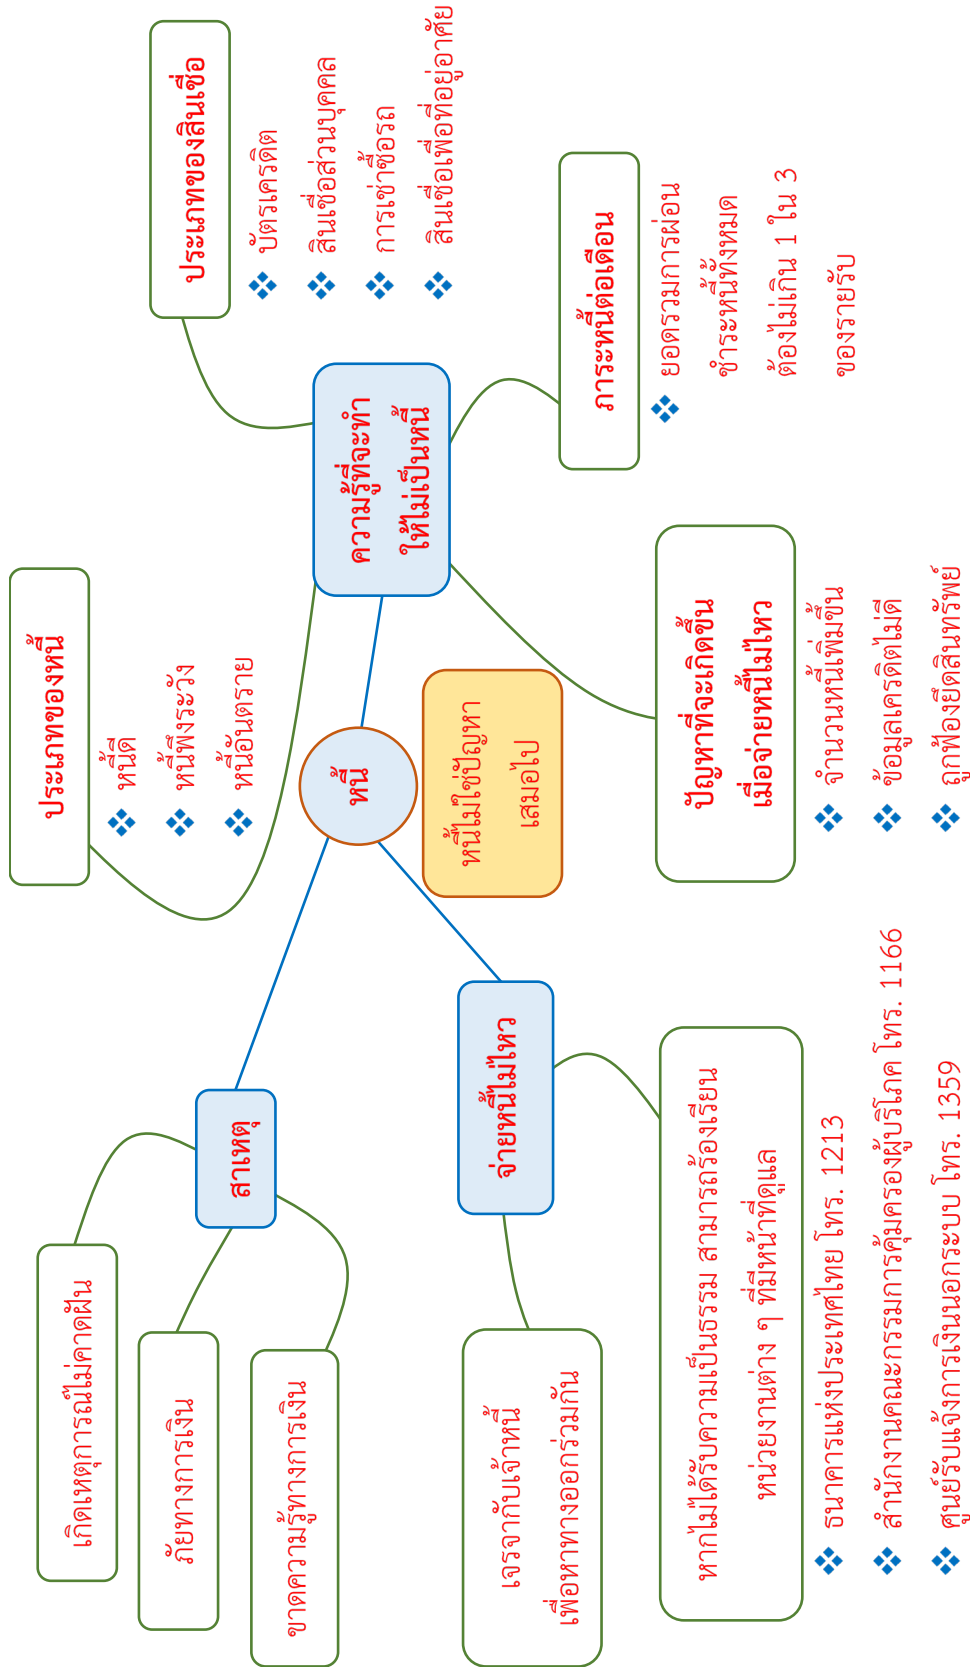 เกิดเหตุการณ์ไม่คาดฝัน
ภัยทางการเงิน
ขาดความรู้ทางการเงิน
สาเหตุ
ประเภทของหนี้
หนี้ดี
หนี้พึงระวัง
หนี้อันตราย
ประเภทของสินเชื่อ
บัตรเครดิต
สินเชื่อส่วนบุคคล
การเช่าซื้อรถ
สินเชื่อเพื่อที่อยู่อาศัย
หนี้
ความรู้ที่จะทำ
ให้ไม่เป็นหนี้
หนี้ไม่ใช่ปัญหา
เสมอไป
จ่ายหนี้ไม่ไหว
เจรจากับเจ้าหนี้
เพื่อหาทางออกร่วมกัน
หากไม่ได้รับความเป็นธรรม สามารถร้องเรียน
หน่วยงานต่าง ๆ ที่มีหน้าที่ดูแล
ธนาคารแห่งประเทศไทย โทร. 1213
สำนักงานคณะกรรมการคุ้มครองผู้บริโภค โทร. 1166
ศูนย์รับแจ้งการเงินนอกระบบ โทร. 1359
ปัญหาที่จะเกิดขึ้น
เมื่อจ่ายหนี้ไม่ไหว
จำนวนหนี้เพิ่มขึ้น
ข้อมูลเครดิตไม่ดี
ถูกฟ้องยึดสินทรัพย์
ภาระหนี้ต่อเดือน
ยอดรวมการผ่อน
ชำระหนี้ทั้งหมด
ต้องไม่เกิน 1 ใน 3
ของรายรับ